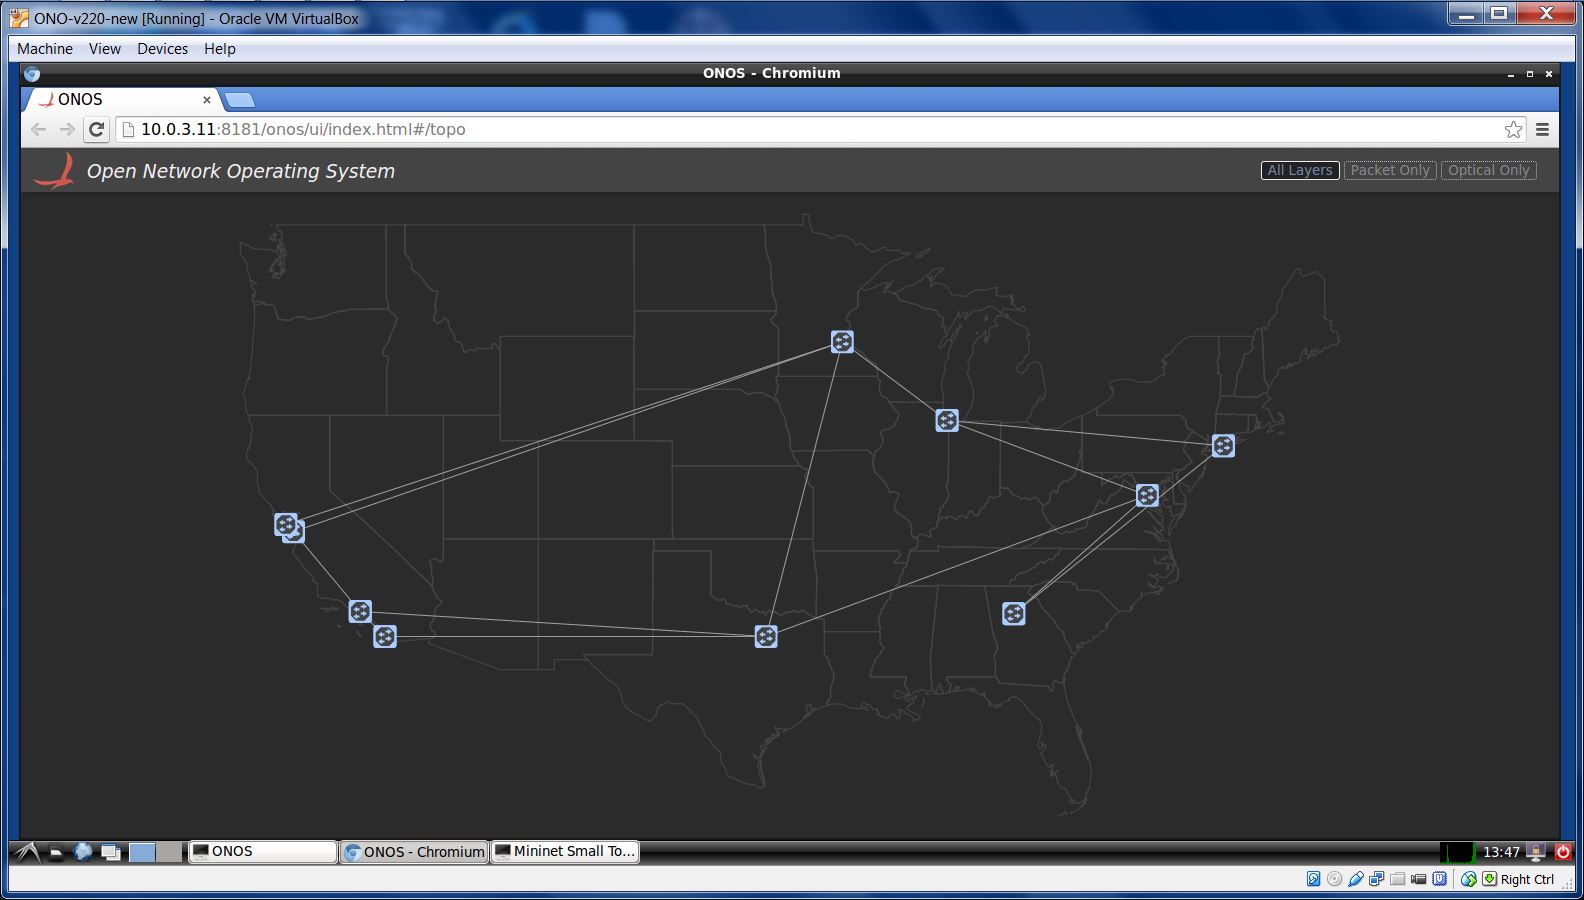 ONO-v220-new [Running] - Oracle VM VirtualBox
Machine View Devices Help
ONOS - Chromium
ONOS
10.0.3.11:8181/onos/ui/index.html#/topo
Open Network Operating System
All Layers Packet Only Optical Only
ONOS ONOS - Chromium Mininet Small To... 13:47
Right Ctrl